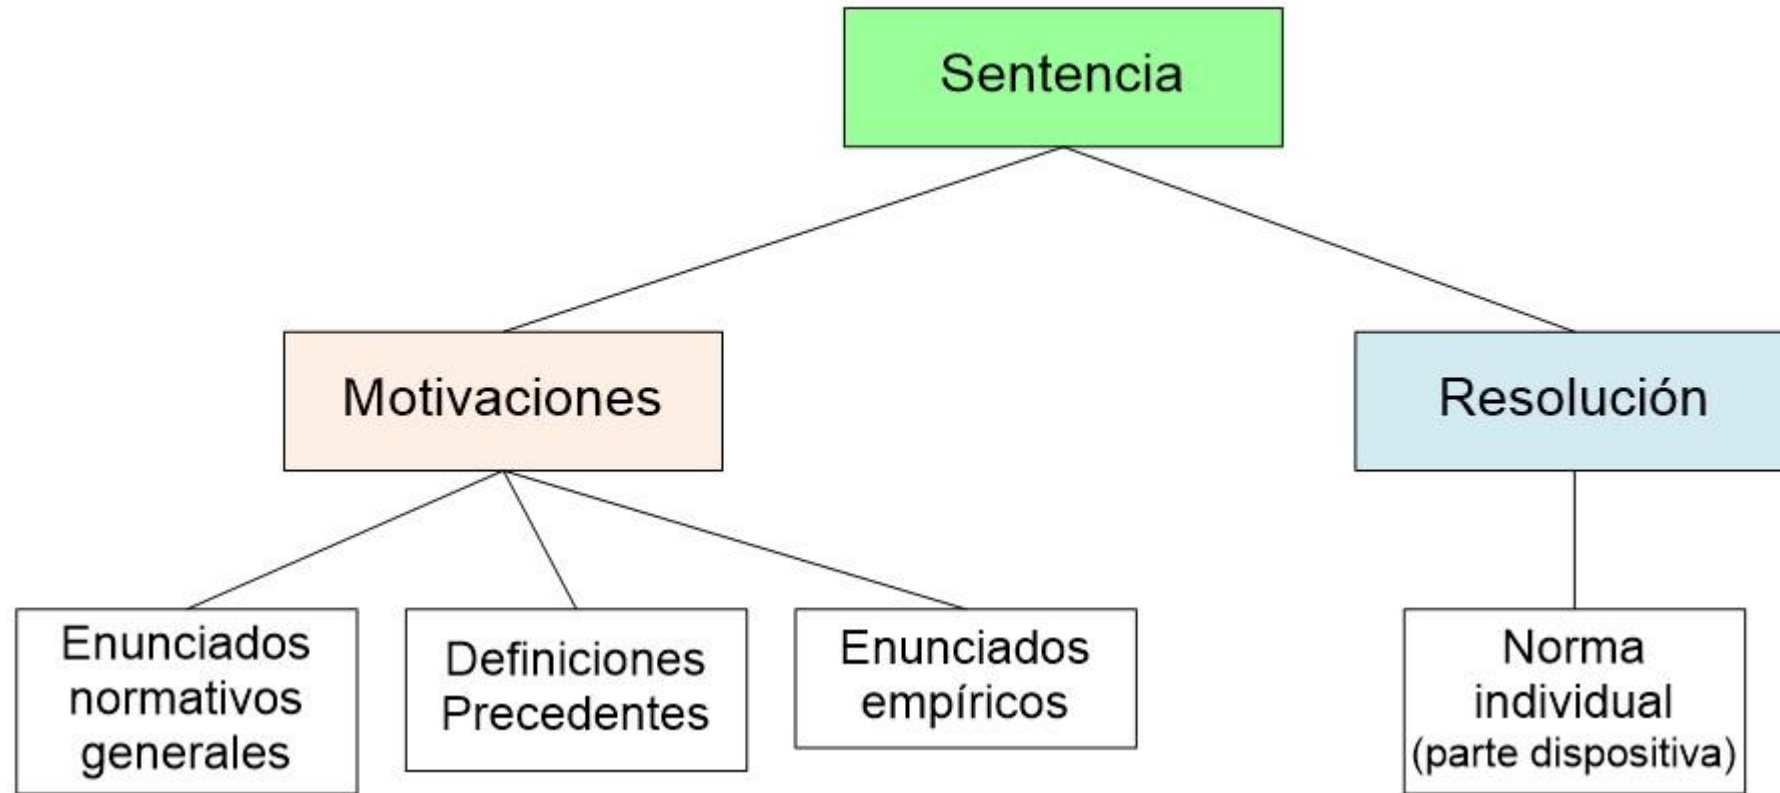 Sentencia
Motivaciones
Resolución
Enunciados
normativos
generales
Definiciones
Precedentes
Enunciados
empíricos
Norma
individual
(parte dispositiva)